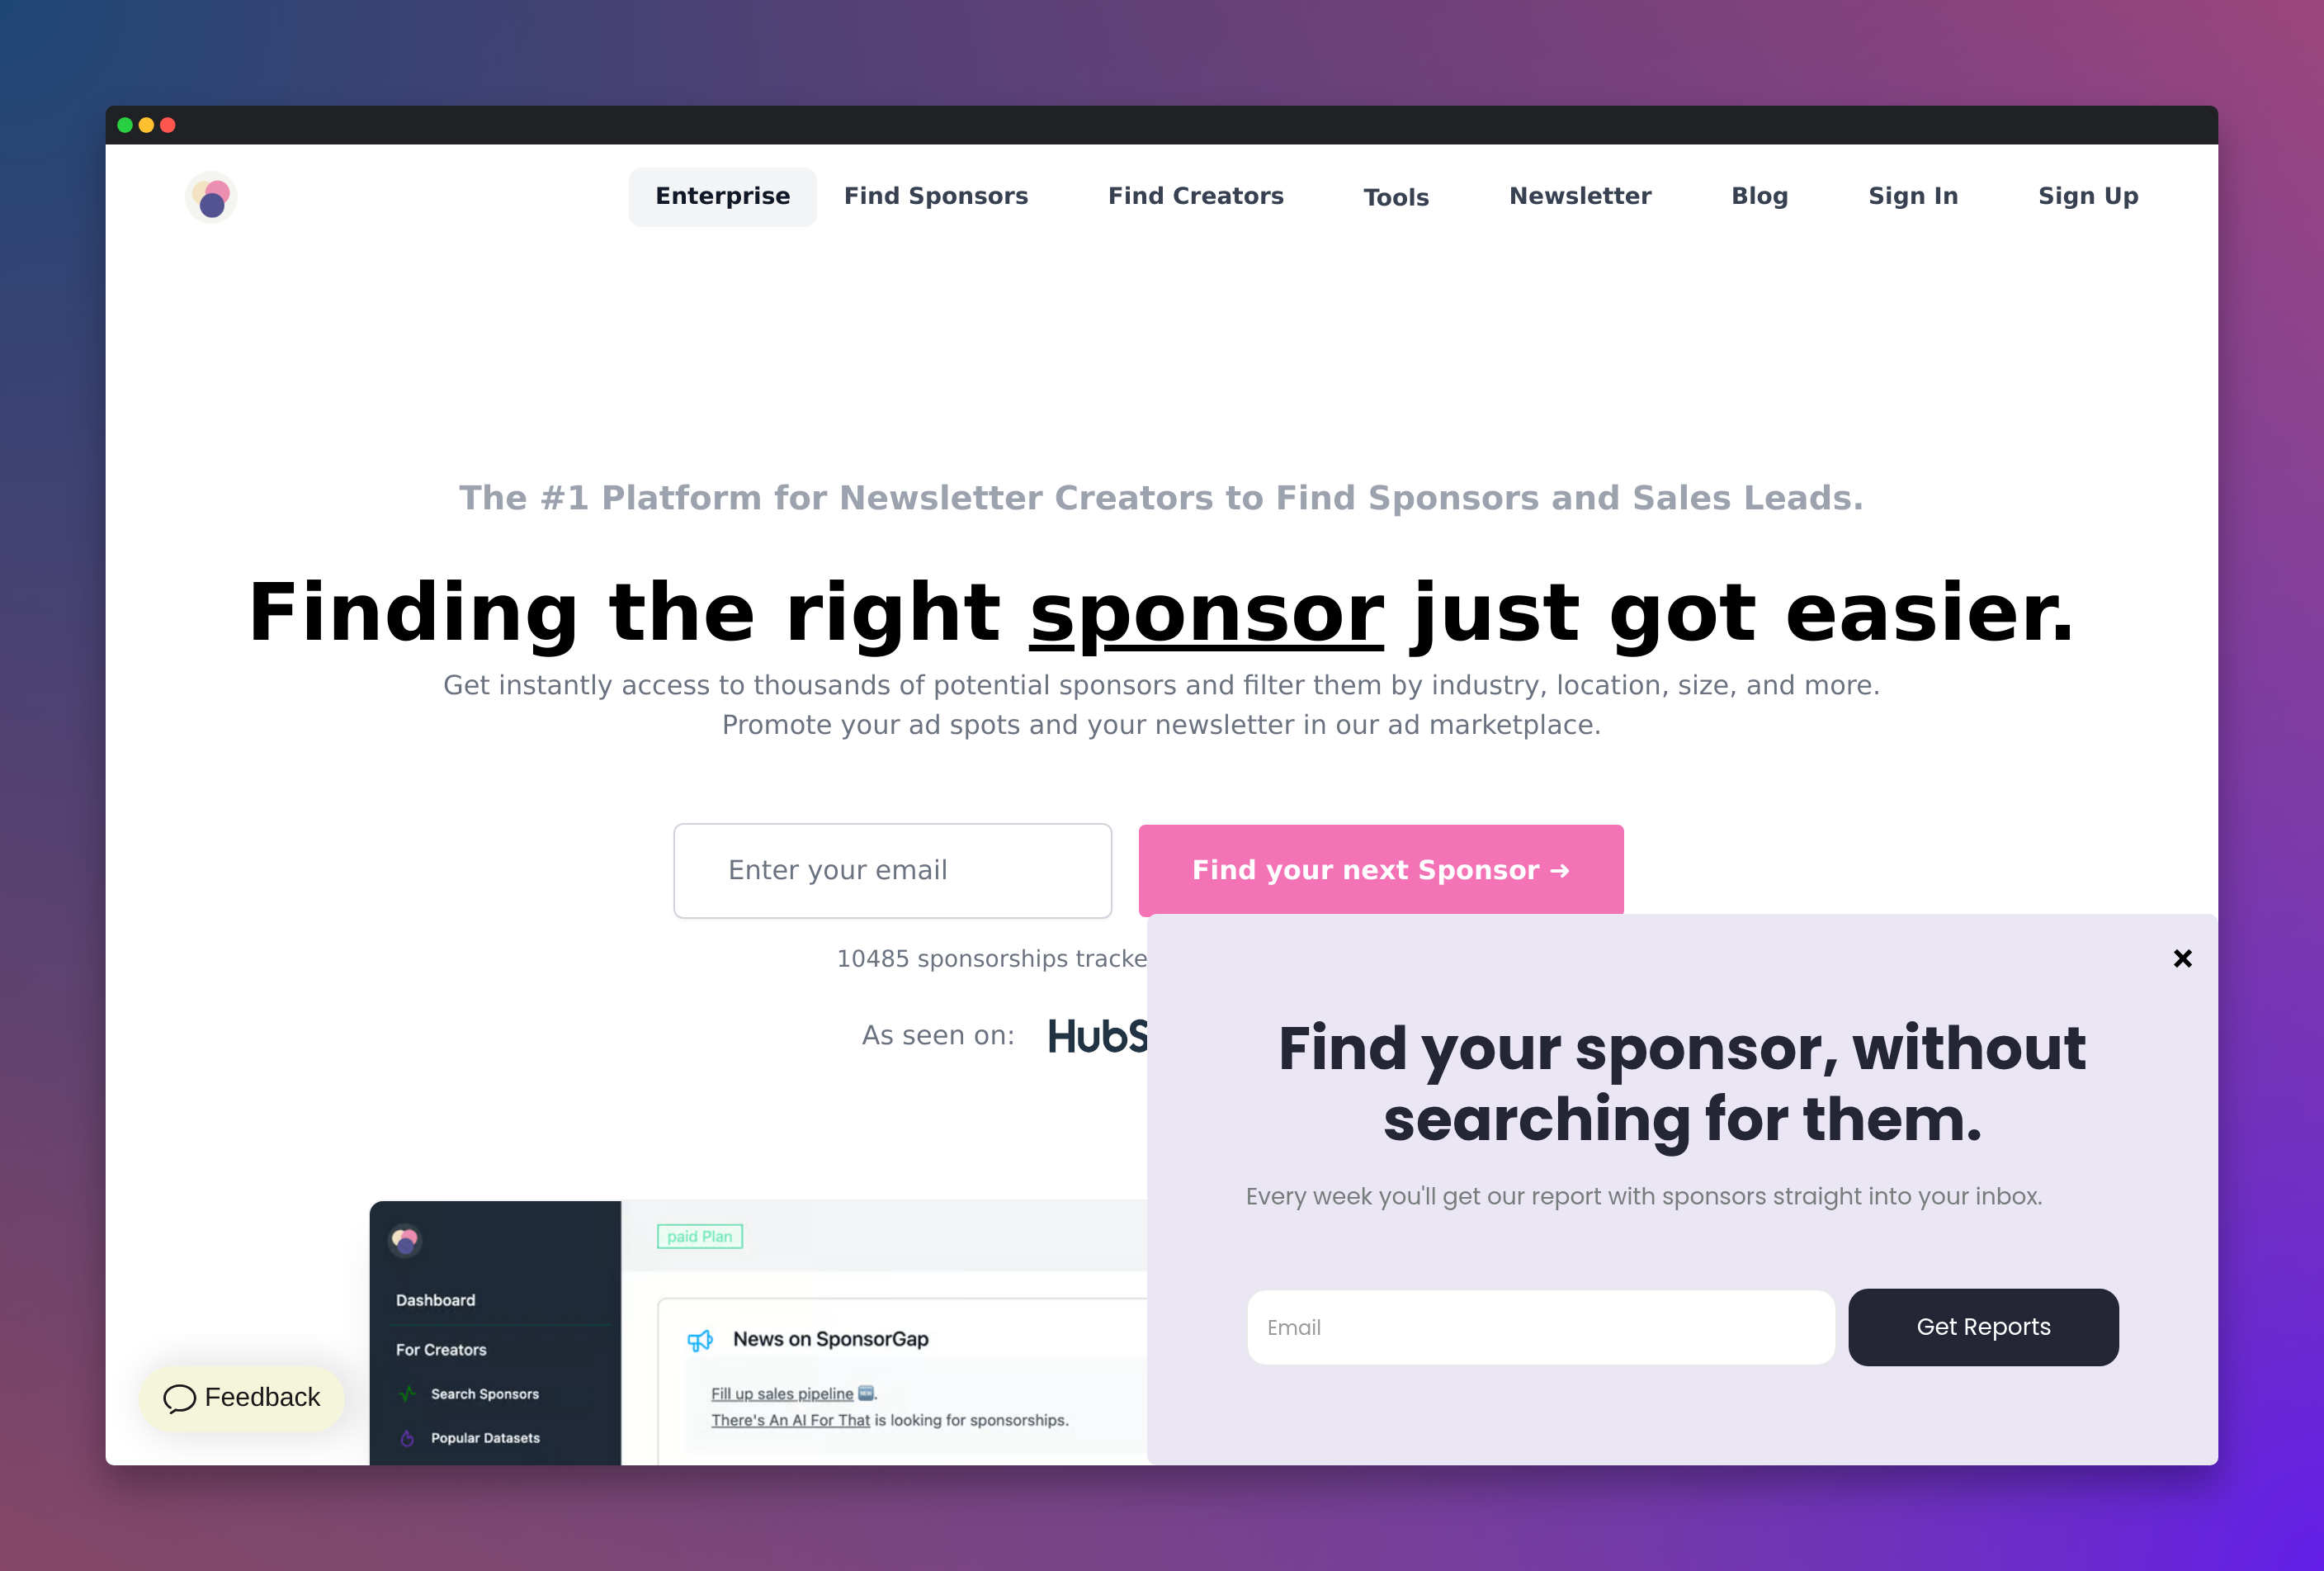 Enterprise Find Sponsors Find Creators Tools Newsletter Blog Sign In Sign Up
The #1 Platform for Newsletter Creators to Find Sponsors and Sales Leads.
Finding the right sponsor just got easier.
Get instantly access to thousands of potential sponsors and filter them by industry, location, size, and more.
Promote your ad spots and your newsletter in our ad marketplace.
Enter your email
Find your next Sponsor →
10485 sponsorships tracke
As seen on: HubS
Find your sponsor, without
searching for them.
Every week you'll get our report with sponsors straight into your inbox.
Email
Get Reports
paid Plan
Dashboard
For Creators
Search Sponsors
Popular Datasets
News on SponsorGap
Fill up sales pipeline 🆕.
There's An AI For That is looking for sponsorships.
Feedback